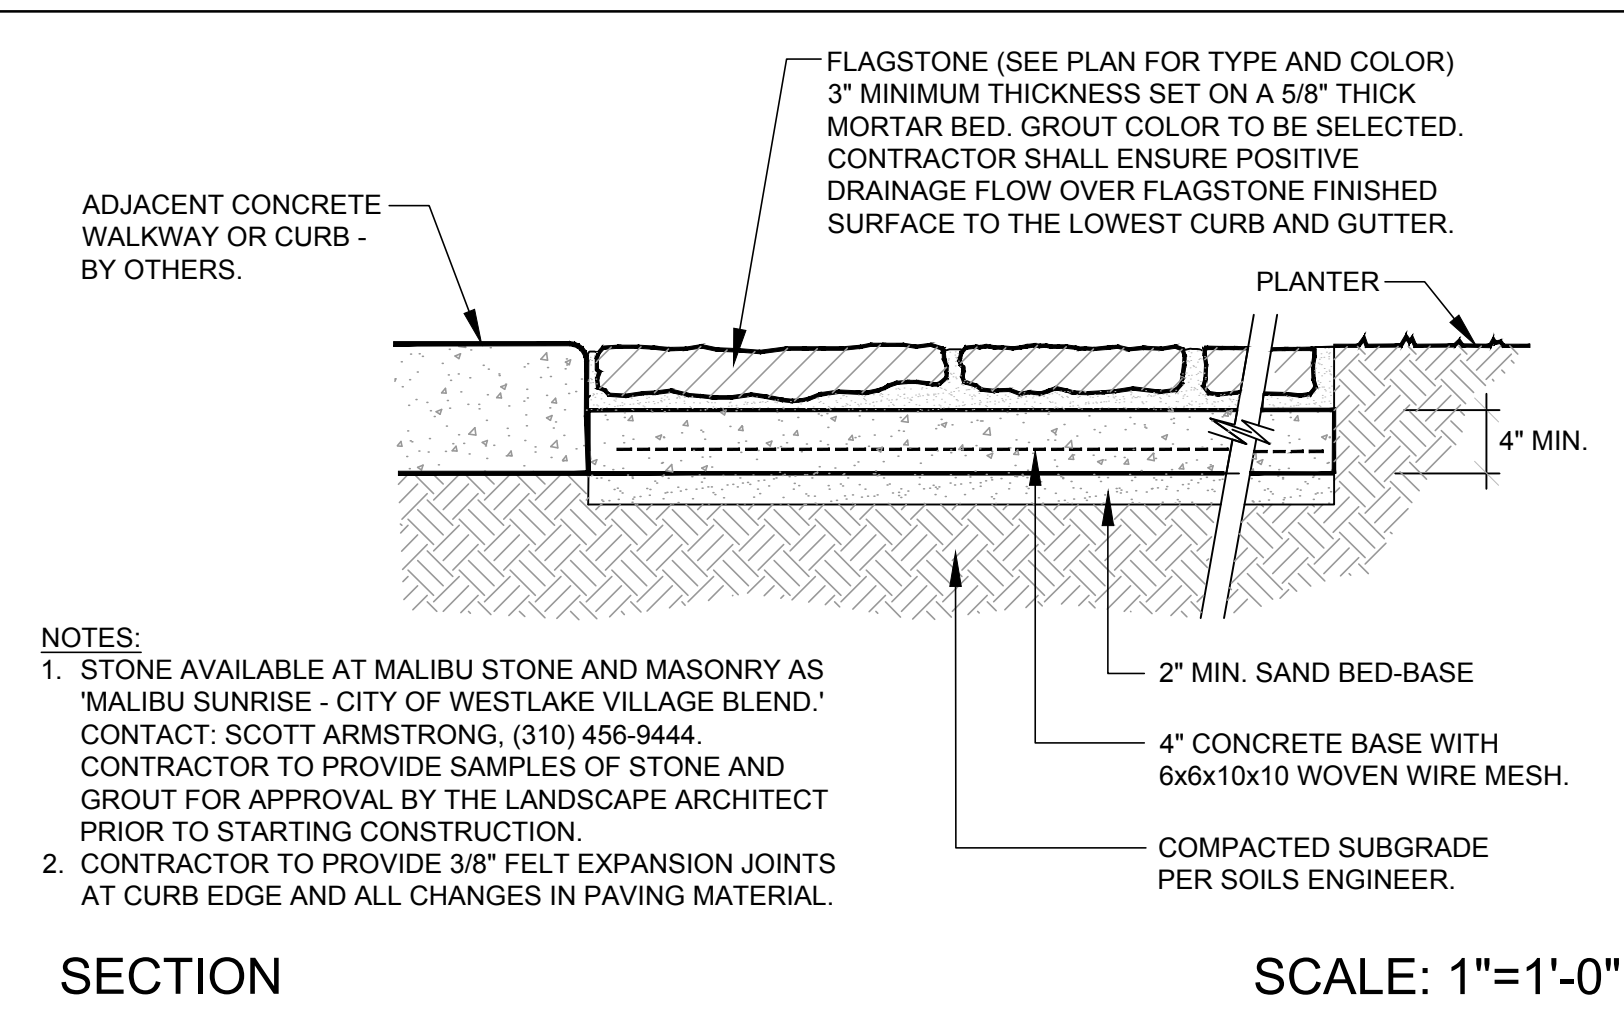 FLAGSTONE (SEE PLAN FOR TYPE AND COLOR)
3" MINIMUM THICKNESS SET ON A 5/8" THICK
MORTAR BED. GROUT COLOR TO BE SELECTED.
CONTRACTOR SHALL ENSURE POSITIVE
DRAINAGE FLOW OVER FLAGSTONE FINISHED
SURFACE TO THE LOWEST CURB AND GUTTER.
ADJACENT CONCRETE
WALKWAY OR CURB -
BY OTHERS.
PLANTER
4" MIN.
NOTES:
1. STONE AVAILABLE AT MALIBU STONE AND MASONRY AS
'MALIBU SUNRISE - CITY OF WESTLAKE VILLAGE BLEND.'
CONTACT: SCOTT ARMSTRONG, (310) 456-9444.
CONTRACTOR TO PROVIDE SAMPLES OF STONE AND
GROUT FOR APPROVAL BY THE LANDSCAPE ARCHITECT
PRIOR TO STARTING CONSTRUCTION.
2. CONTRACTOR TO PROVIDE 3/8" FELT EXPANSION JOINTS
AT CURB EDGE AND ALL CHANGES IN PAVING MATERIAL.
2" MIN. SAND BED-BASE
4" CONCRETE BASE WITH
6x6x10x10 WOVEN WIRE MESH.
COMPACTED SUBGRADE
PER SOILS ENGINEER.
SECTION
SCALE: 1"=1'-0"